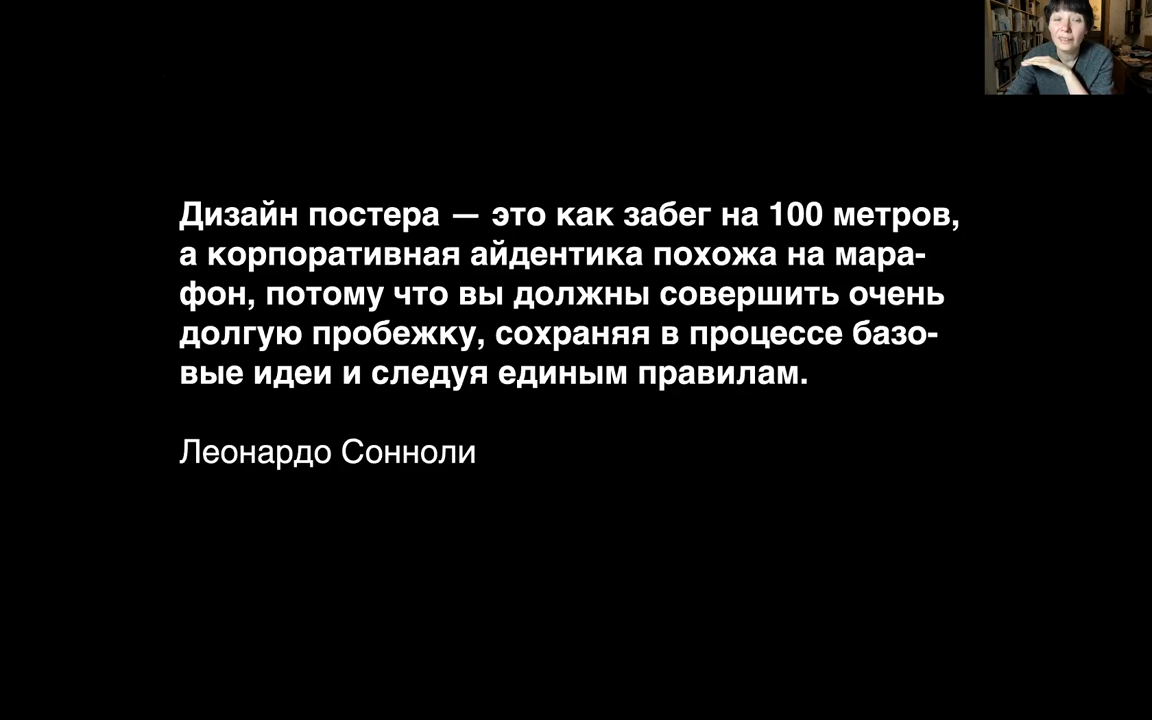 Дизайн постера — это как забег на 100 метров,
а корпоративная айдентика похожа на мара-
фон, потому что вы должны совершить очень
долгую пробежку, сохраняя в процессе базо-
вые идеи и следуя единым правилам.
Леонардо Сонноли